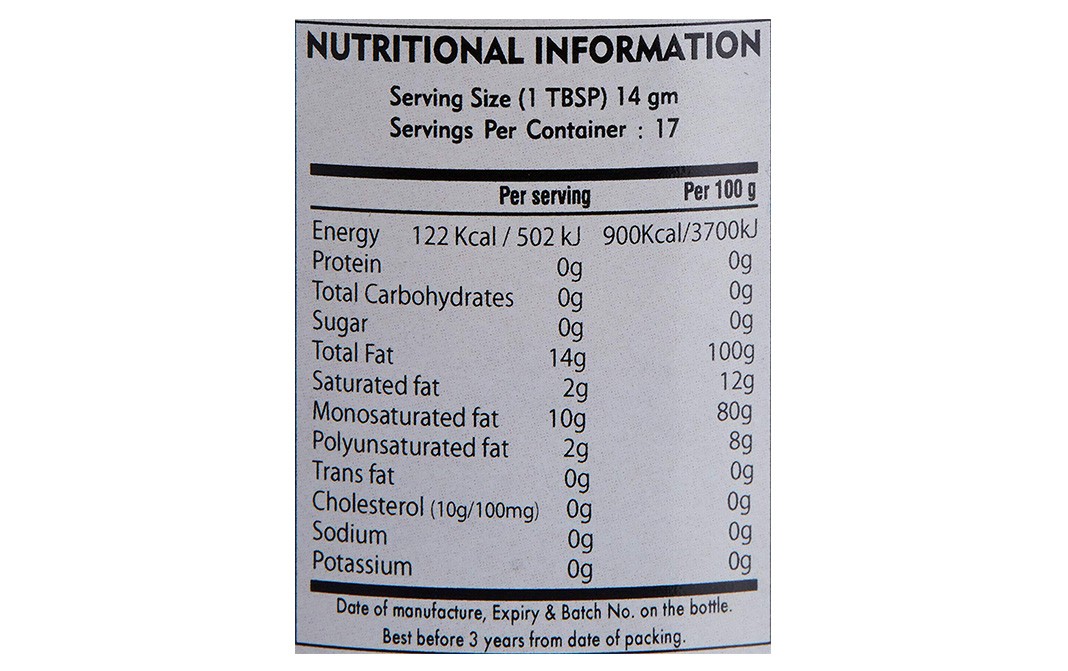 NUTRITIONAL INFORMATION
Serving Size (1 TBSP) 14 gm
Servings Per Container : 17
Per serving Per 100 g
Energy 122 Kcal / 502 kJ 900Kcal/3700kJ
Protein 0g 0g
Total Carbohydrates 0g 0g
Sugar 0g 0g
Total Fat 14g 100g
Saturated fat 2g 12g
Monosaturated fat 10g 80g
Polyunsaturated fat 2g 8g
Trans fat 0g 0g
Cholesterol (10g/100mg) 0g 0g
Sodium 0g 0g
Potassium 0g 0g
Date of manufacture, Expiry & Batch No. on the bottle.
Best before 3 years from date of packing.